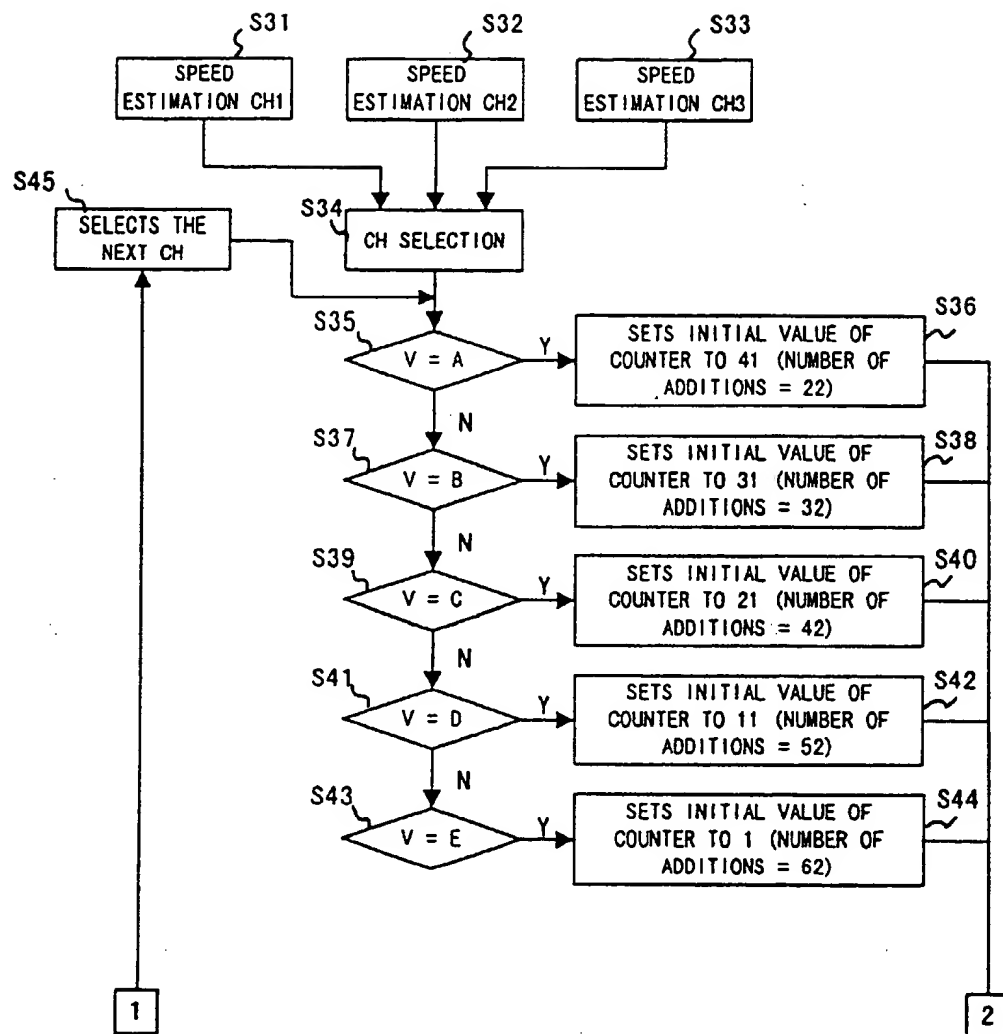 S31
S32
S33
SPEED
ESTIMATION CH1
SPEED
ESTIMATION CH2
SPEED
ESTIMATION CH3
S45
SELECTS THE
NEXT CH
S34
CH SELECTION
S35
V = A
Y
N
S36
SETS INITIAL VALUE OF
COUNTER TO 41 (NUMBER OF
ADDITIONS = 22)
S37
V = B
Y
N
S38
SETS INITIAL VALUE OF
COUNTER TO 31 (NUMBER OF
ADDITIONS = 32)
S39
V = C
Y
N
S40
SETS INITIAL VALUE OF
COUNTER TO 21 (NUMBER OF
ADDITIONS = 42)
S41
V = D
Y
N
S42
SETS INITIAL VALUE OF
COUNTER TO 11 (NUMBER OF
ADDITIONS = 52)
S43
V = E
Y
S44
SETS INITIAL VALUE OF
COUNTER TO 1 (NUMBER OF
ADDITIONS = 62)
1
2